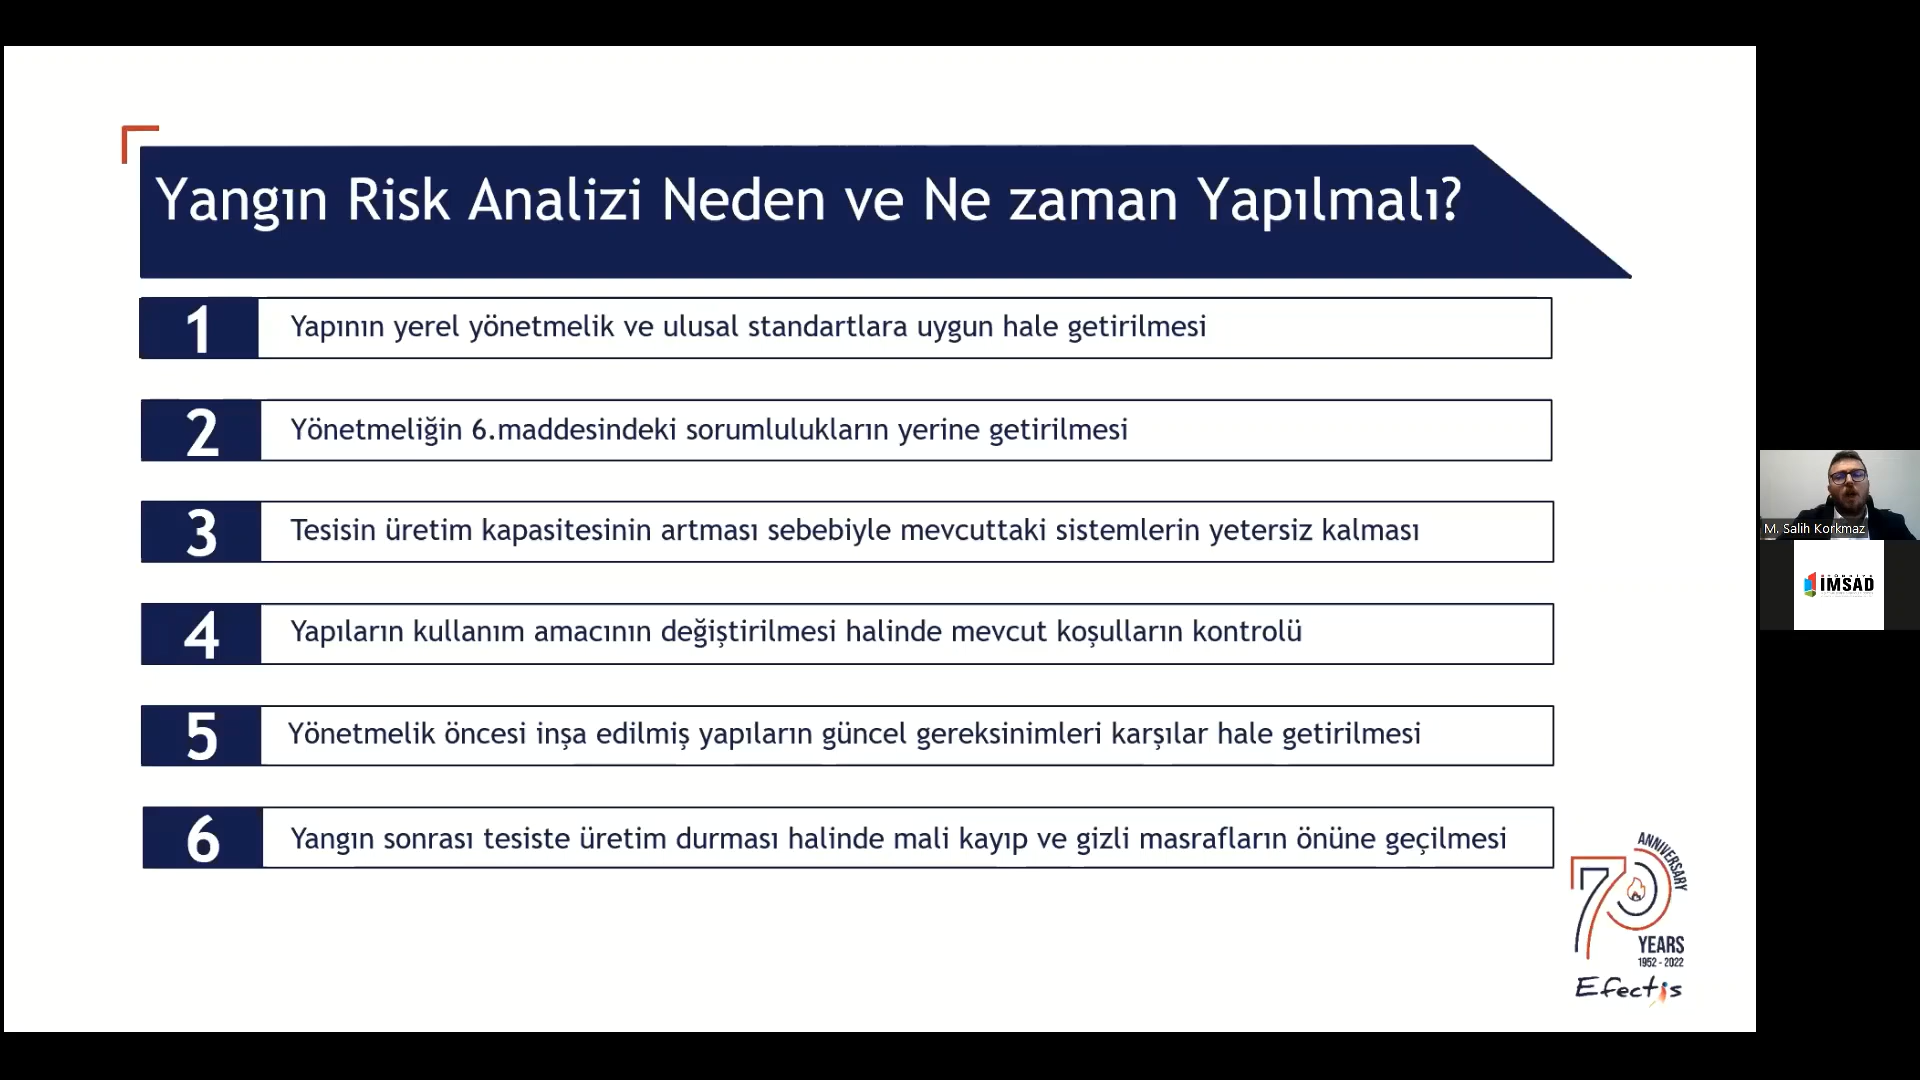 Yangın Risk Analizi Neden ve Ne zaman Yapılmalı?
1
Yapının yerel yönetmelik ve ulusal standartlara uygun hale getirilmesi
2
Yönetmeliğin 6.maddesindeki sorumlulukların yerine getirilmesi
3
Tesisin üretim kapasitesinin artması sebebiyle mevcuttaki sistemlerin yetersiz kalması
4
Yapıların kullanım amacının değiştirilmesi halinde mevcut koşulların kontrolü
5
Yönetmelik öncesi inşa edilmiş yapıların güncel gereksinimleri karşılar hale getirilmesi
6
Yangın sonrası tesiste üretim durması halinde mali kayıp ve gizli masrafların önüne geçilmesi
ANNIVERSARY
70
YEARS
1952 - 2022
Efectis
M. Salih Korkmaz
İMSAD